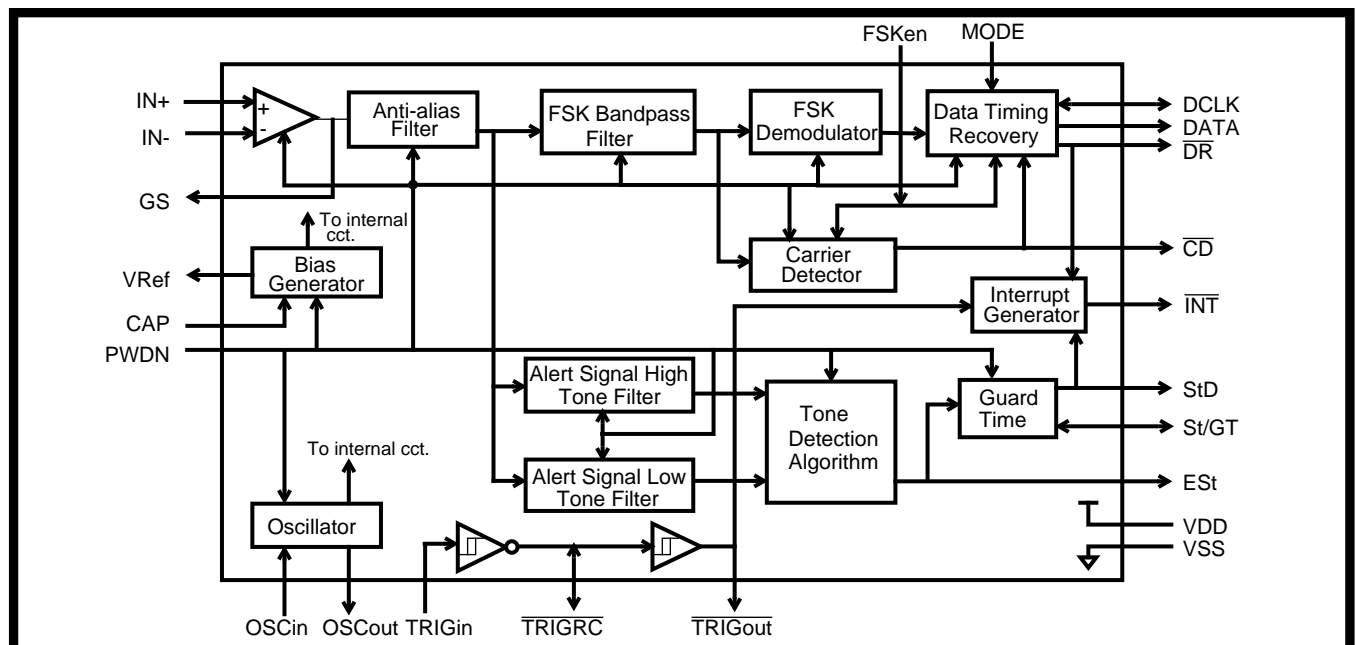 FSKen
MODE
IN+
IN-
GS
VRef
CAP
PWDN
+
-
Anti-alias
Filter
FSK Bandpass
Filter
FSK
Demodulator
Data Timing
Recovery
DCLK
DATA
DR
To internal
cct.
Bias
Generator
Carrier
Detector
CD
Interrupt
Generator
INT
Alert Signal High
Tone Filter
Alert Signal Low
Tone Filter
Tone
Detection
Algorithm
Guard
Time
StD
St/GT
ESt
To internal cct.
Oscillator
VDD
VSS
OSCin
OSCout
TRIGin
TRIGRC
TRIGout